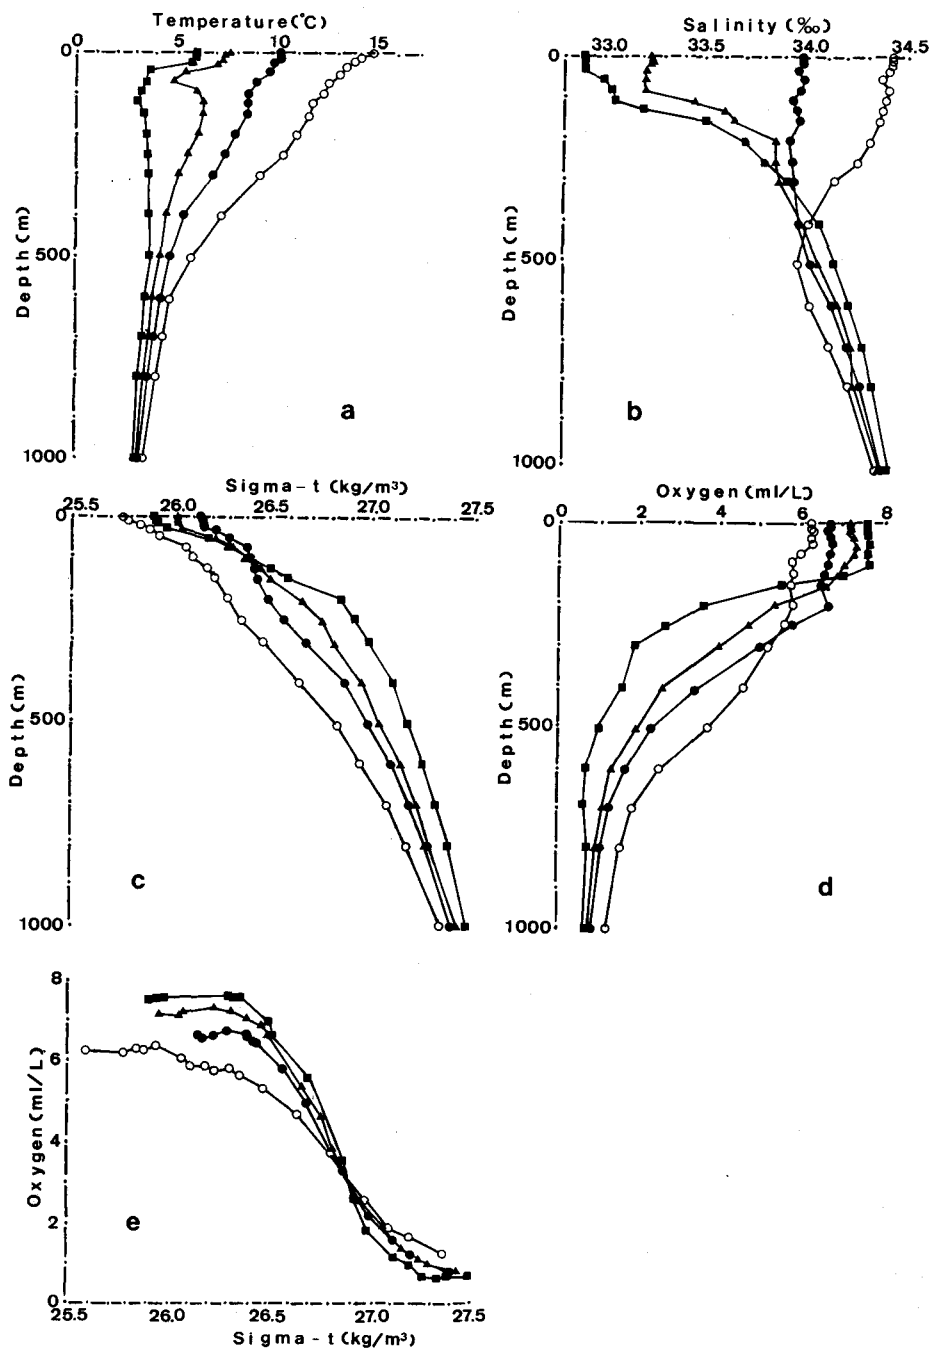 Temperature(°C)
0 5 10 15
0
500
1000
Depth(m)
a
Salinity (‰)
33.0 33.5 34.0 34.5
0
500
1000
Depth(m)
b
Sigma-t (kg/m³)
25.5 26.0 26.5 27.0 27.5
0
500
1000
Depth(m)
c
Oxygen(ml/L)
0 2 4 6 8
0
500
1000
Depth(m)
d
8
6
4
2
0
Oxygen(ml/L)
e
25.5 26.0 26.5 27.0 27.5
Sigma-t (kg/m³)